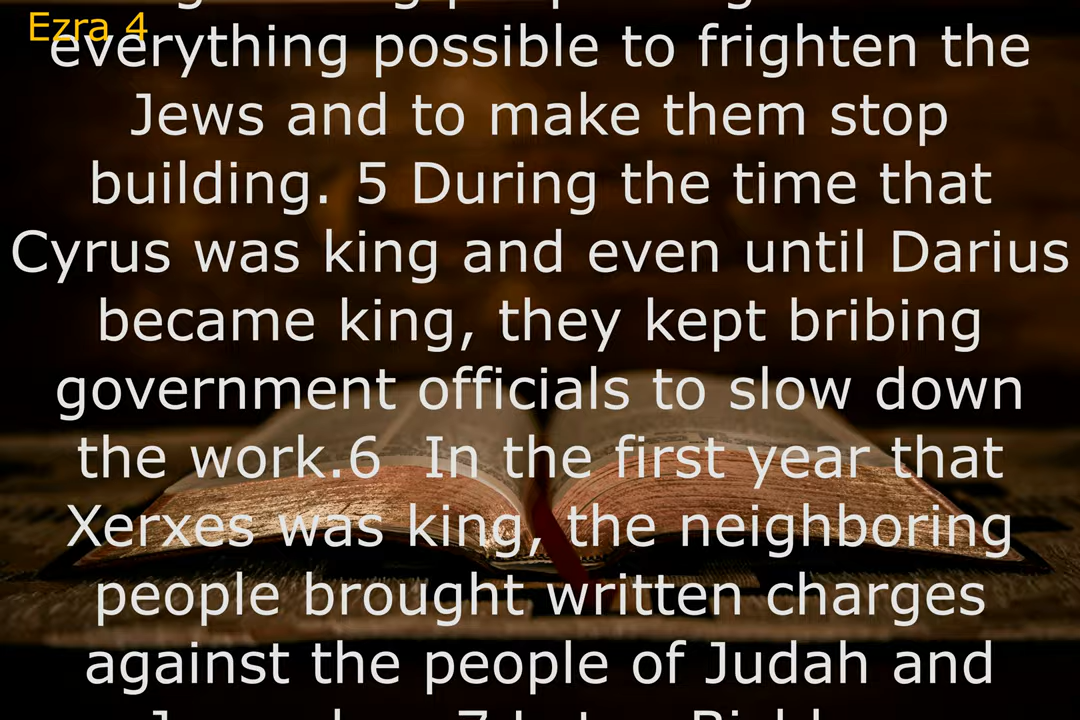 Ezra 4
everything possible to frighten the
Jews and to make them stop
building. 5 During the time that
Cyrus was king and even until Darius
became king, they kept bribing
government officials to slow down
the work.6  In the first year that
Xerxes was king, the neighboring
people brought written charges
against the people of Judah and